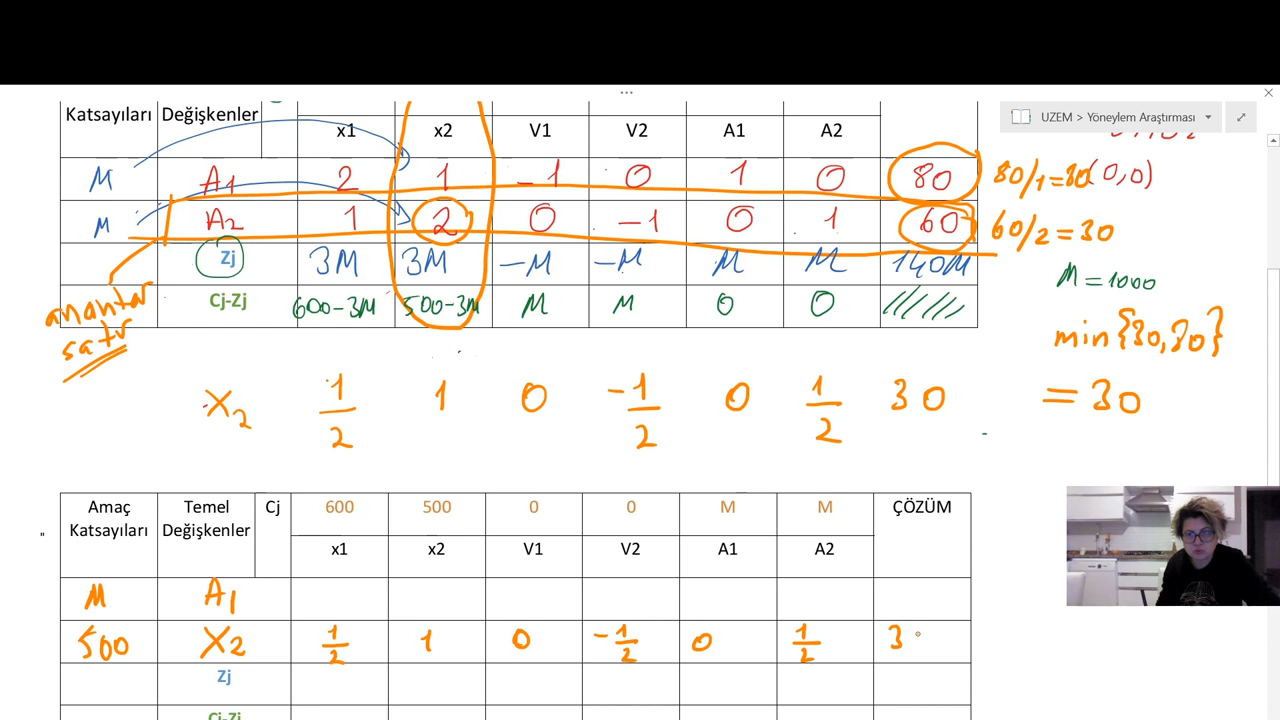 UZEM > Yöneylem Araştırması
Katsayıları Değişkenler x1 x2 V1 V2 A1 A2
M A1 2 1 -1 0 1 0 80 80/1=80 (0,0)
M A2 1 2 0 -1 0 1 60 60/2=30
Zj 3M 3M -M -M M M 140M
Cj-Zj 600-3M 500-3M M M 0 0
M=1000
anahtar
satır
min{30,80}
=30
X2 1/2 1 0 -1/2 0 1/2 30
Amaç Katsayıları Temel Değişkenler Cj 600 500 0 0 M M ÇÖZÜM
x1 x2 V1 V2 A1 A2
M A1
500 X2 1/2 1 0 -1/2 0 1/2 3
Zj
Cj-Zj